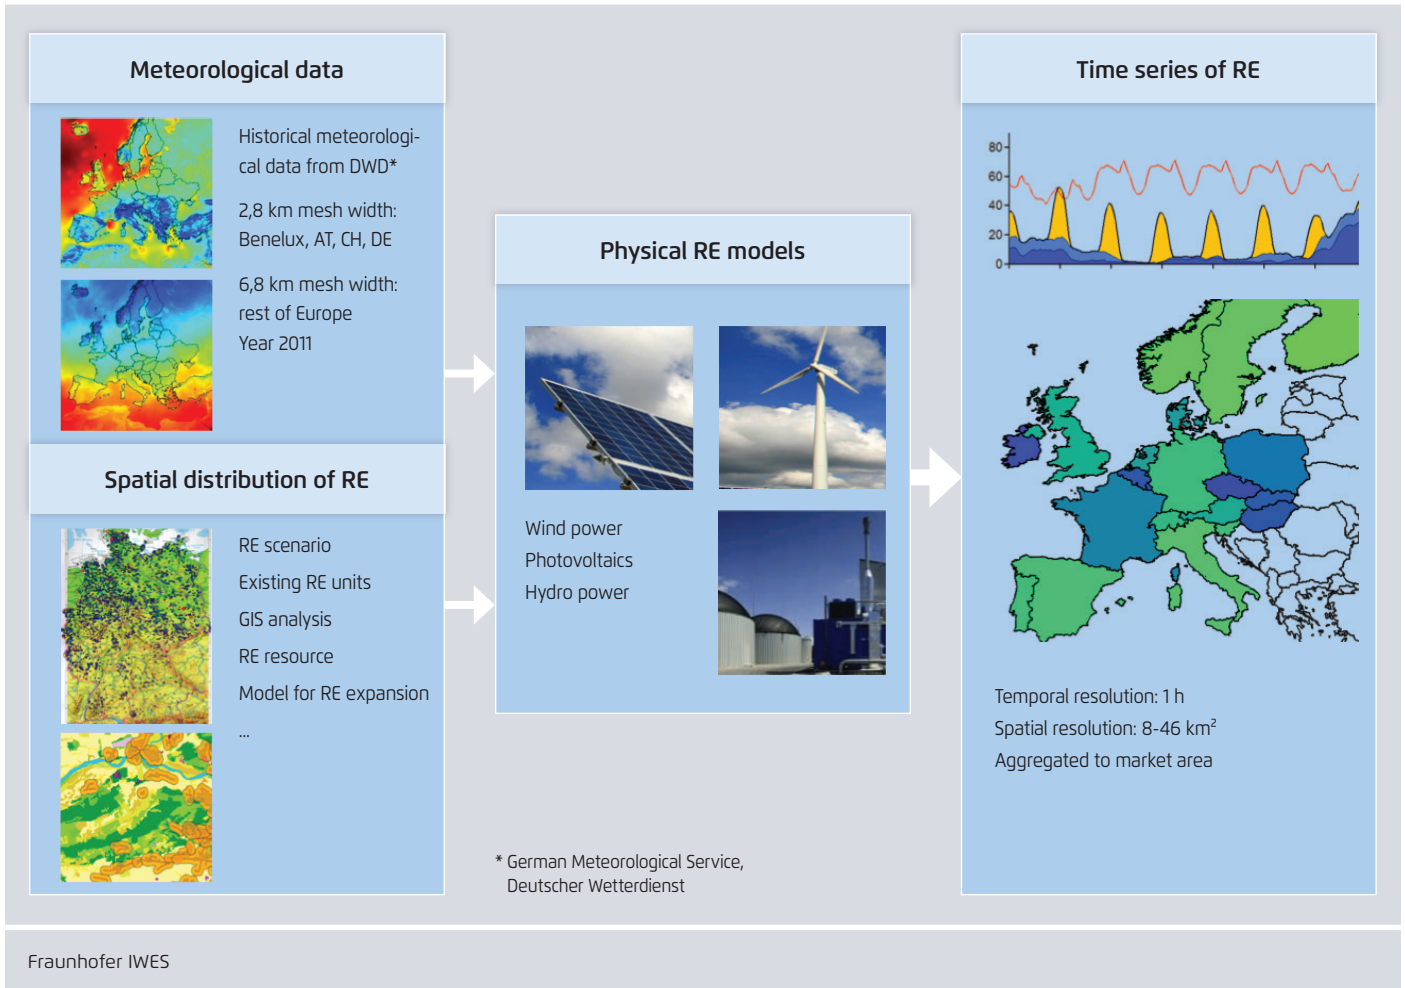 Meteorological data
Historical meteorologi-
cal data from DWD*
2,8 km mesh width:
Benelux, AT, CH, DE
6,8 km mesh width:
rest of Europe
Year 2011
Spatial distribution of RE
RE scenario
Existing RE units
GIS analysis
RE resource
Model for RE expansion
...
Physical RE models
Wind power
Photovoltaics
Hydro power
* German Meteorological Service,
Deutscher Wetterdienst
Time series of RE
80
60
40
20
0
Temporal resolution: 1 h
Spatial resolution: 8-46 km²
Aggregated to market area
Fraunhofer IWES